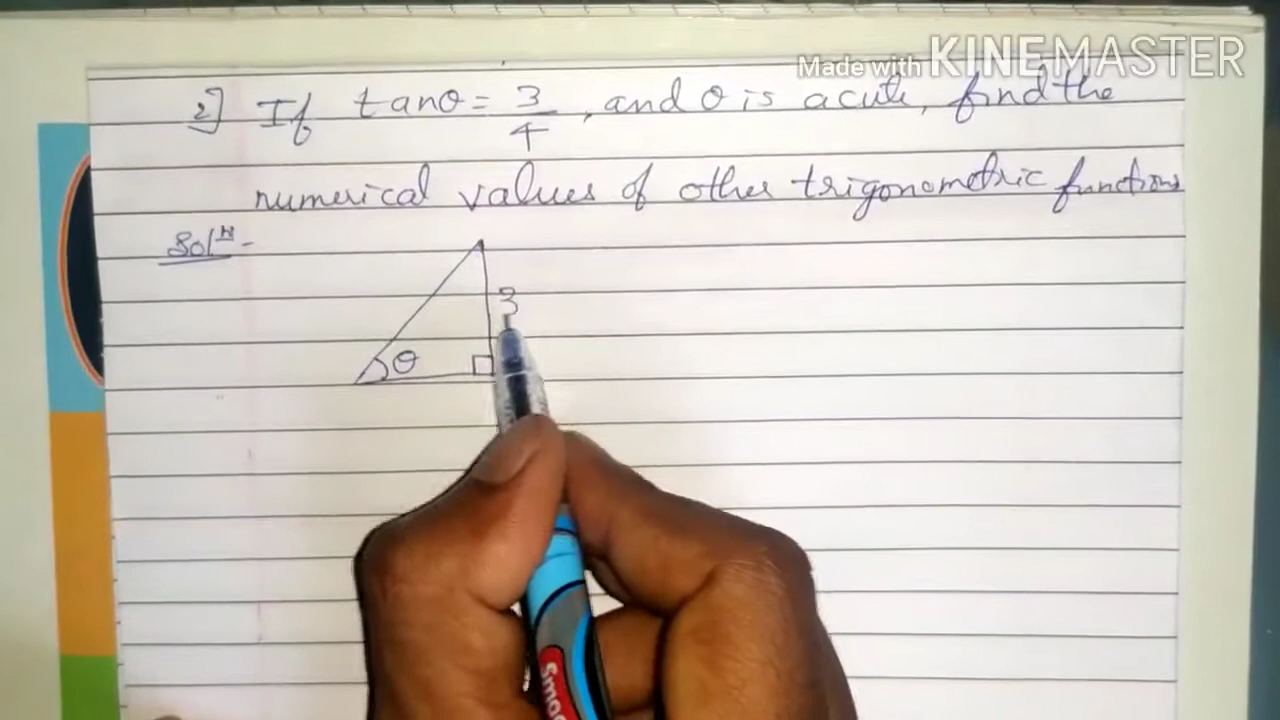 Made with KINEMASTER
2] If tanθ = 3/4, and θ is acute, find the
numerical values of other trigonometric functions
Solᴺ-
3
θ
Smoo